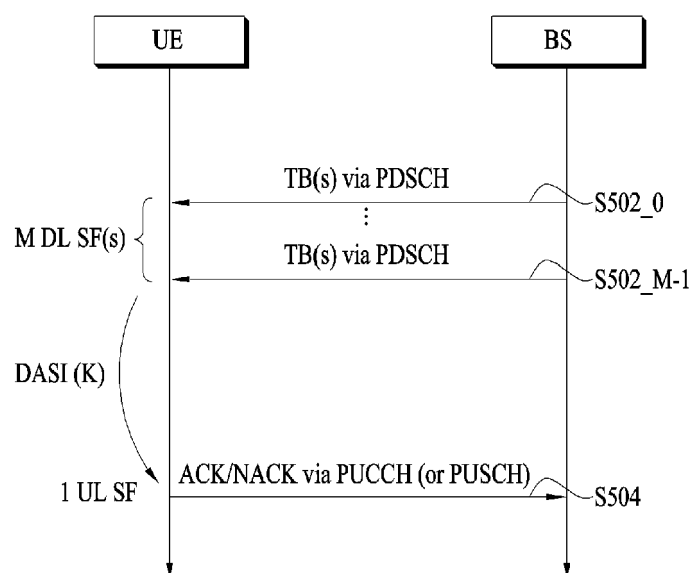 UE
BS
TB(s) via PDSCH
S502_0
⋮
M DL SF(s)
TB(s) via PDSCH
S502_M-1
DASI (K)
ACK/NACK via PUCCH (or PUSCH)
1 UL SF
S504